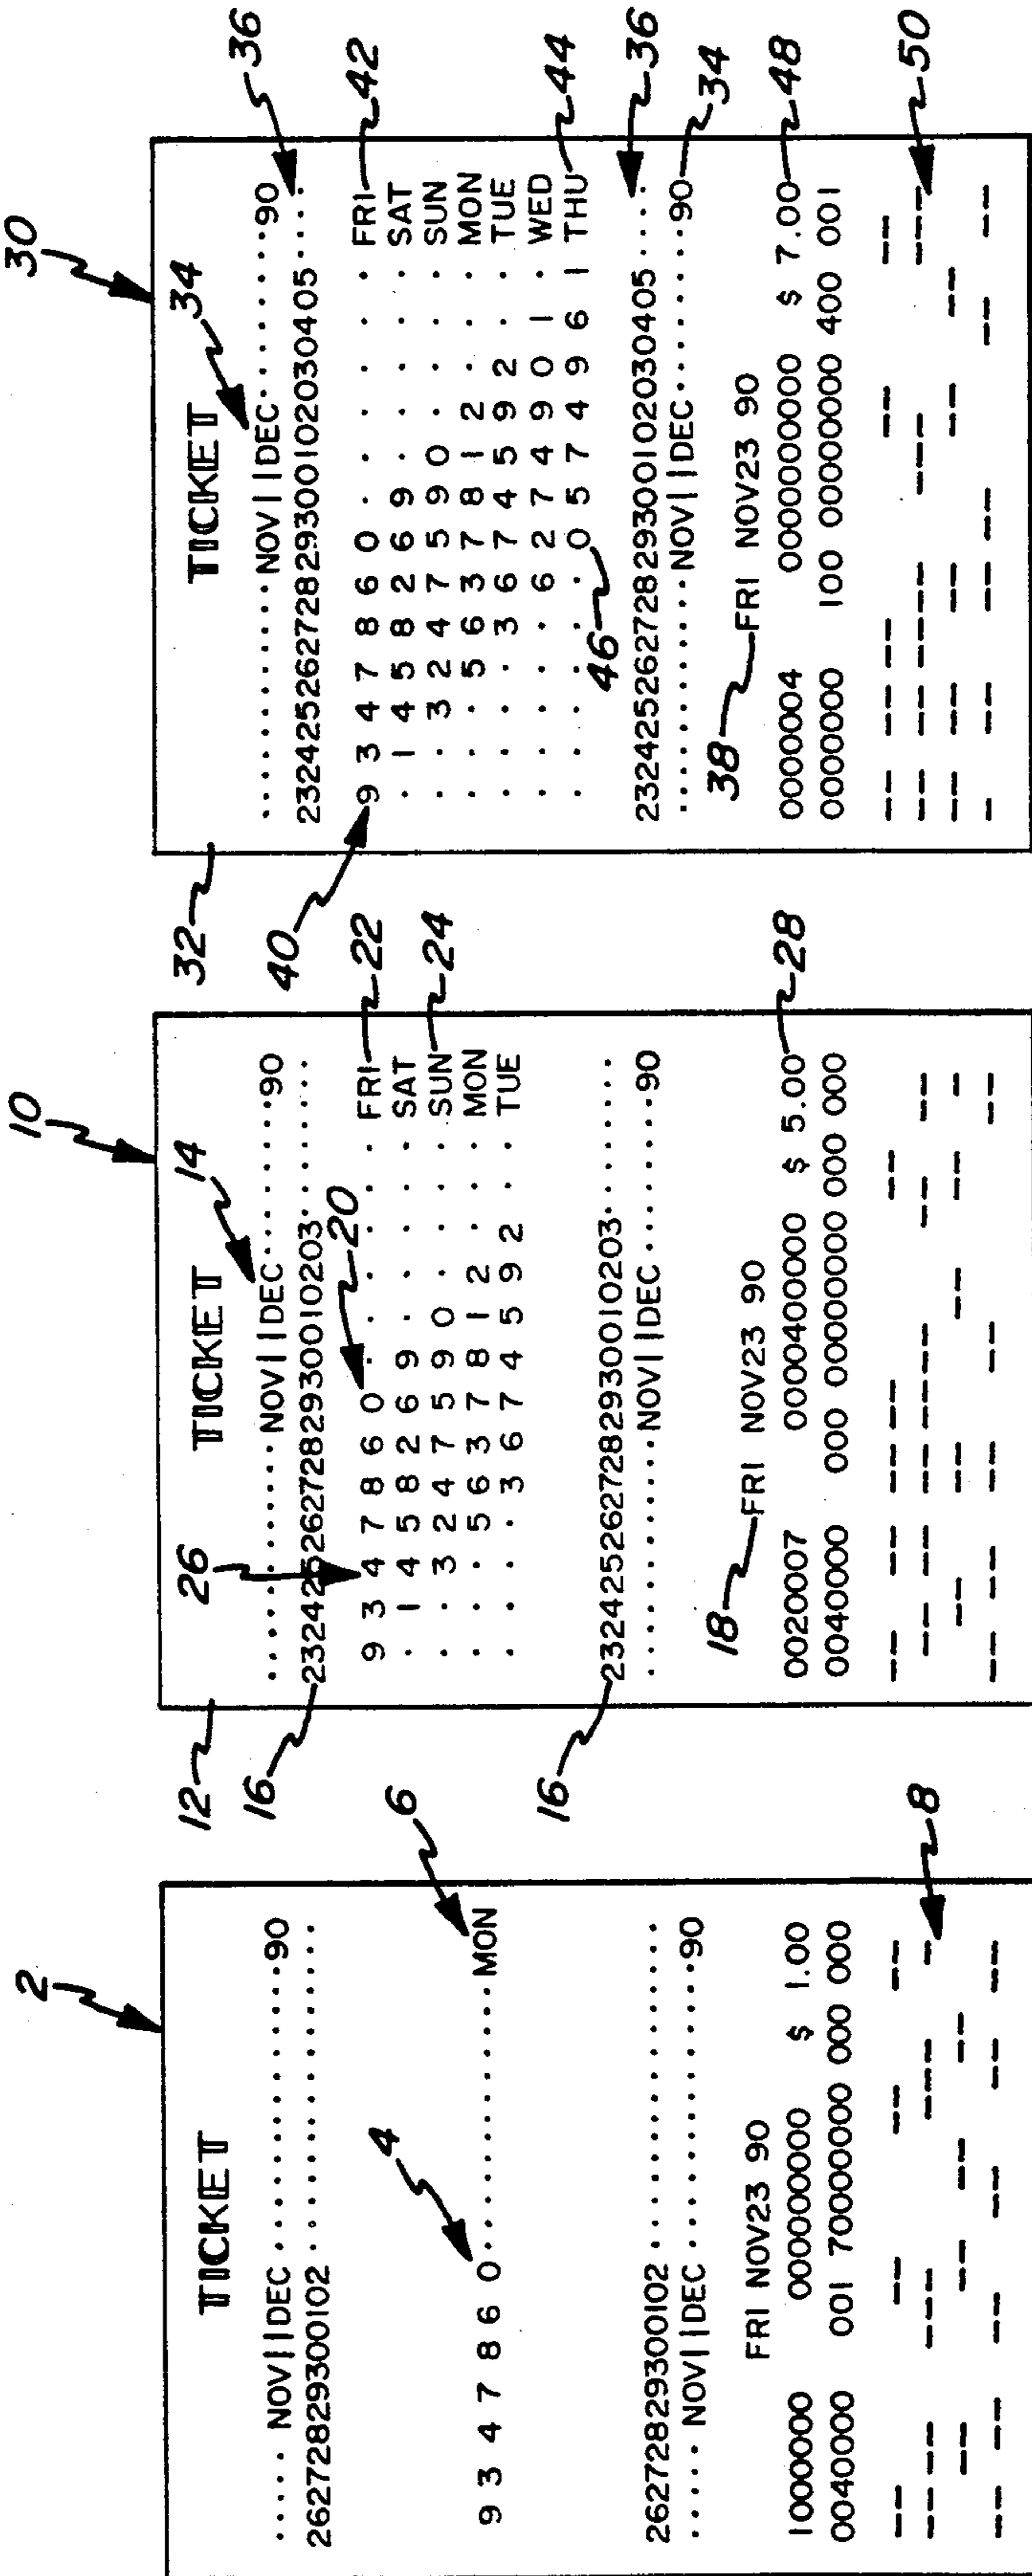 2
TICKET
.... NOV||DEC ................90
26272829300102 ................
4
6
9 3 4 7 8 6 0 ................MON
26272829300102 ................
..... NOV||DEC ................90
FRI NOV23 90
1000000 000000000 $ 1.00
0040000 001 70000000 000 000
8
10
12
26
TICKET
14
............NOV||DEC.........90
16 2324252627282930010203.......
9 3 4 7 8 6 0 . . . . . FRI 22
20
. 1 4 5 8 2 6 9 . . . . SAT
. . 3 2 4 7 5 9 0 . . . SUN 24
. . . 5 6 3 7 8 1 2 . . MON
. . . . 3 6 7 4 5 9 2 . . TUE
16 2324252627282930010203.......
............NOV||DEC.........90
18 FRI NOV23 90
0020007 000040000 $ 5.00 28
0040000 000 00000000 000 000
30
32
TICKET
34
............NOV||DEC.........90
23242526272829300102030405.... 36
40
9 3 4 7 8 6 0 . . . . . . FRI 42
. 1 4 5 8 2 6 9 . . . . . SAT
. . 3 2 4 7 5 9 0 . . . . SUN
. . . 5 6 3 7 8 1 2 . . . MON
. . . . 3 6 7 4 5 9 2 . . TUE
. . . . . 6 2 7 4 9 0 1 . WED
. . . . . . 0 5 7 4 9 6 1 THU 44
46
23242526272829300102030405.... 36
............NOV||DEC.........90 34
38 FRI NOV23 90
0000004 000000000 $ 7.00 48
0000000 100 00000000 400 001
50